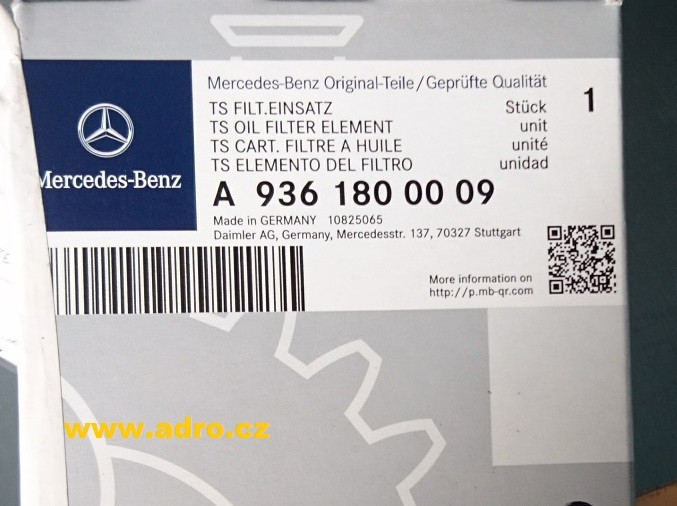 Mercedes-Benz
Mercedes-Benz Original-Teile/Geprüfte Qualität
TS FILT.EINSATZ Stück 1
TS OIL FILTER ELEMENT unit
TS CART. FILTRE A HUILE unité
TS ELEMENTO DEL FILTRO unidad
A 936 180 00 09
Made in GERMANY 10825065
Daimler AG, Germany, Mercedesstr. 137, 70327 Stuttgart
More information on
http://p.mb-qr.com
www.adro.cz